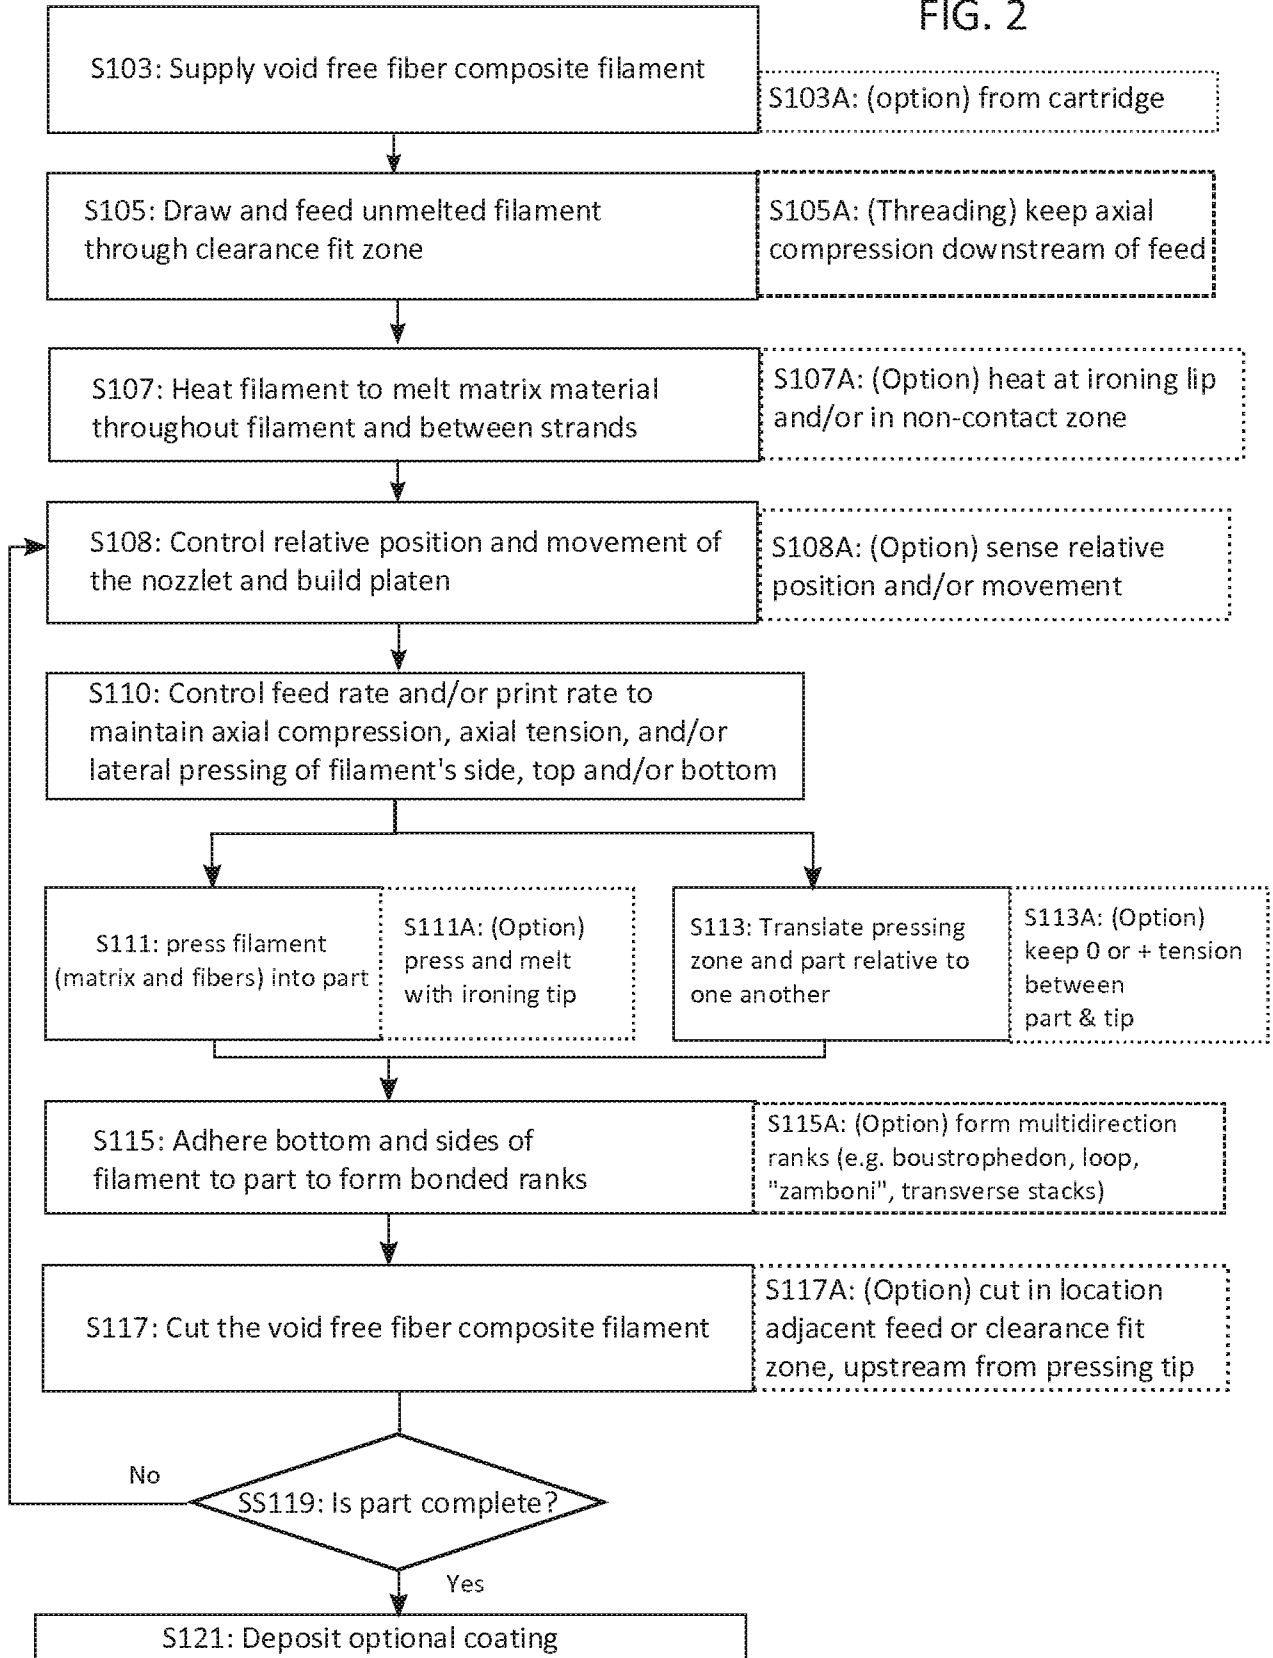 FIG. 2
S103: Supply void free fiber composite filament
S103A: (option) from cartridge
S105: Draw and feed unmelted filament
through clearance fit zone
S105A: (Threading) keep axial
compression downstream of feed
S107: Heat filament to melt matrix material
throughout filament and between strands
S107A: (Option) heat at ironing lip
and/or in non-contact zone
S108: Control relative position and movement of
the nozzlet and build platen
S108A: (Option) sense relative
position and/or movement
S110: Control feed rate and/or print rate to
maintain axial compression, axial tension, and/or
lateral pressing of filament's side, top and/or bottom
S111: press filament
(matrix and fibers) into part
S111A: (Option)
press and melt
with ironing tip
S113: Translate pressing
zone and part relative to
one another
S113A: (Option)
keep 0 or + tension
between
part & tip
S115: Adhere bottom and sides of
filament to part to form bonded ranks
S115A: (Option) form multidirection
ranks (e.g. boustrophedon, loop,
"zamboni", transverse stacks)
S117: Cut the void free fiber composite filament
S117A: (Option) cut in location
adjacent feed or clearance fit
zone, upstream from pressing tip
No
SS119: Is part complete?
Yes
S121: Deposit optional coating